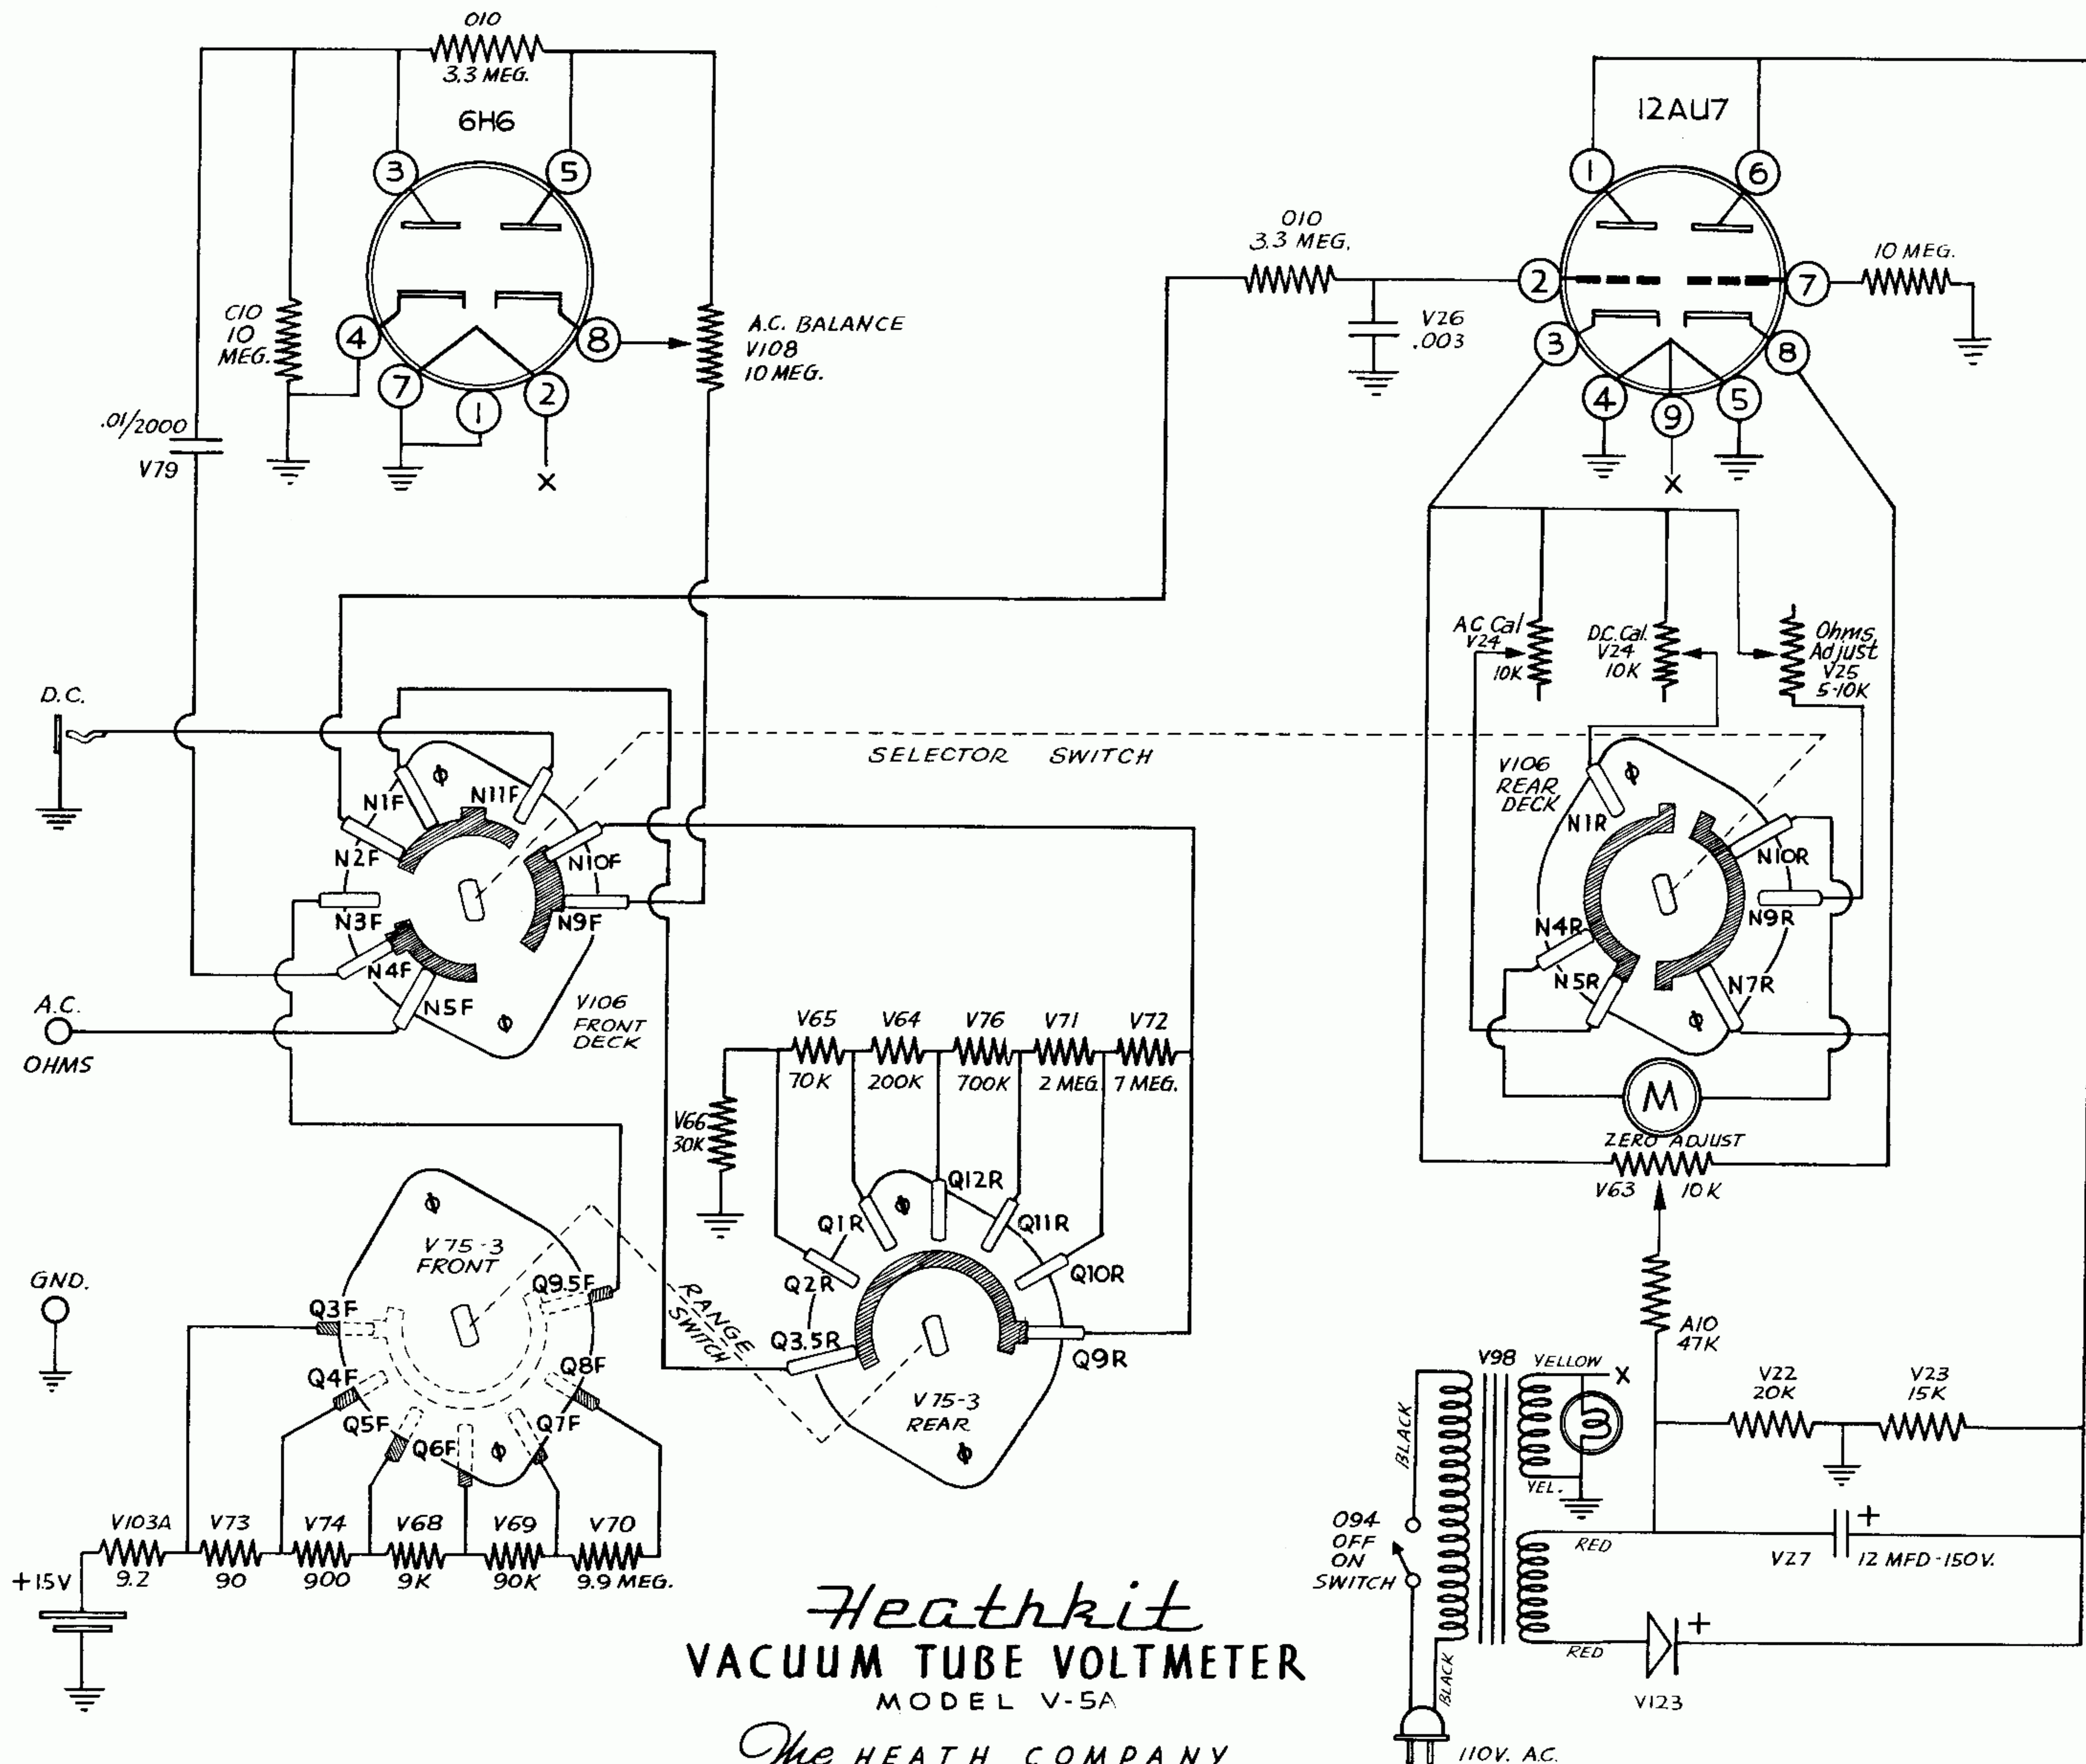 010
3.3 MEG.
6H6
3
5
4
8
7
1
2
X
C10
10
MEG.
.01/2000
V79
A.C. BALANCE
V108
10 MEG.
010
3.3 MEG.
V26
.003
12AU7
1
6
2
7
3
8
4
9
5
X
10 MEG.
AC Cal
V24
10K
D.C. Cal.
V24
10K
Ohms
Adjust
V25
5-10K
D.C.
SELECTOR SWITCH
N1F
N11F
N2F
N10F
N3F
N9F
N4F
N5F
V106
FRONT
DECK
V106
REAR
DECK
N1R
N10R
N9R
N4R
N5R
N7R
M
ZERO ADJUST
V63
10K
A.C.
OHMS
V65
V64
V76
V71
V72
70K
200K
700K
2 MEG.
7 MEG.
V66
30K
V75-3
FRONT
Q9.5F
Q3F
Q4F
Q8F
Q5F
Q7F
Q6F
GND.
RANGE
SWITCH
Q12R
Q1R
Q11R
Q2R
Q10R
Q3.5R
Q9R
V75-3
REAR
A10
47K
V22
20K
V23
15K
V98
YELLOW
X
YEL.
BLACK
094
OFF
ON
SWITCH
RED
V27
+
12 MFD-150V.
RED
+
V123
BLACK
110V. A.C.
V103A
V73
V74
V68
V69
V70
+1.5V
9.2
90
900
9K
90K
9.9 MEG.
Heathkit
VACUUM TUBE VOLTMETER
MODEL V-5A
The HEATH COMPANY